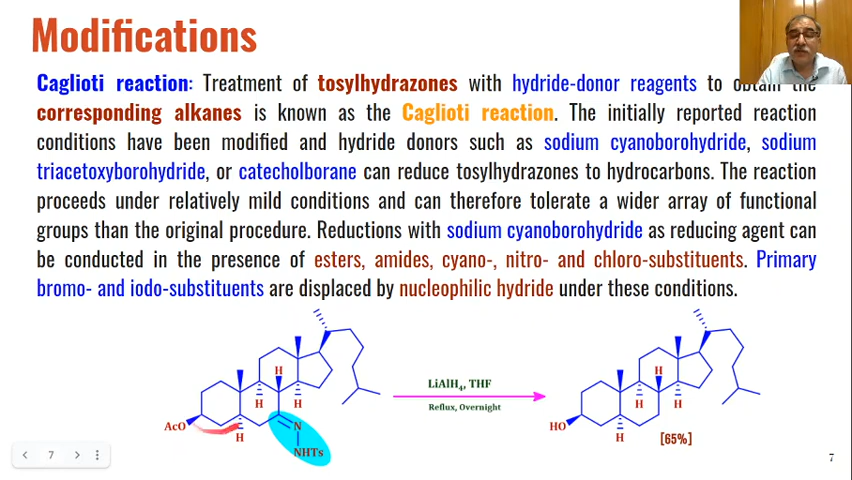 Modifications
Caglioti reaction: Treatment of tosylhydrazones with hydride-donor reagents to obtain the
corresponding alkanes is known as the Caglioti reaction. The initially reported reaction
conditions have been modified and hydride donors such as sodium cyanoborohydride, sodium
triacetoxyborohydride, or catecholborane can reduce tosylhydrazones to hydrocarbons. The reaction
proceeds under relatively mild conditions and can therefore tolerate a wider array of functional
groups than the original procedure. Reductions with sodium cyanoborohydride as reducing agent can
be conducted in the presence of esters, amides, cyano-, nitro- and chloro-substituents. Primary
bromo- and iodo-substituents are displaced by nucleophilic hydride under these conditions.
H
H
H
AcO
H
N
NHTs
LiAlH₄, THF
Reflux, Overnight
H
H
H
HO
H
[65%]
7
7